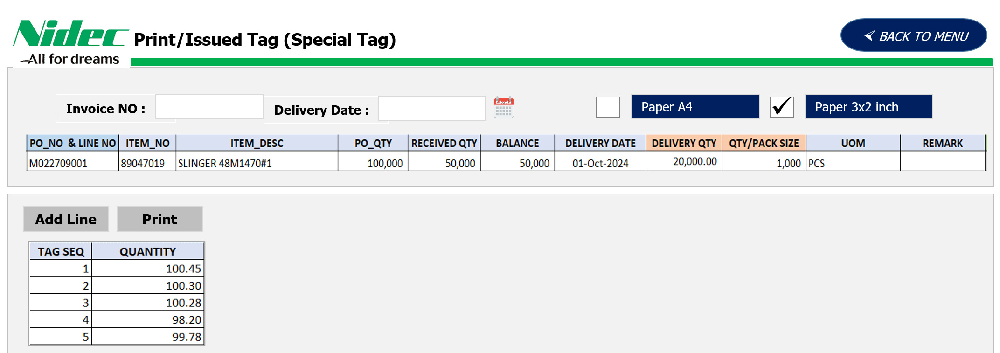 Nidec
All for dreams
Print/Issued Tag (Special Tag)
BACK TO MENU
Invoice NO :
Delivery Date :
Calendar
Paper A4
Paper 3x2 inch
PO_NO & LINE NO ITEM_NO ITEM_DESC PO_QTY RECEIVED QTY BALANCE DELIVERY DATE DELIVERY QTY QTY/PACK SIZE UOM REMARK
M022709001 89047019 SLINGER 48M1470#1 100,000 50,000 50,000 01-Oct-2024 20,000.00 1,000 PCS
Add Line Print
TAG SEQ QUANTITY
1 100.45
2 100.30
3 100.28
4 98.20
5 99.78